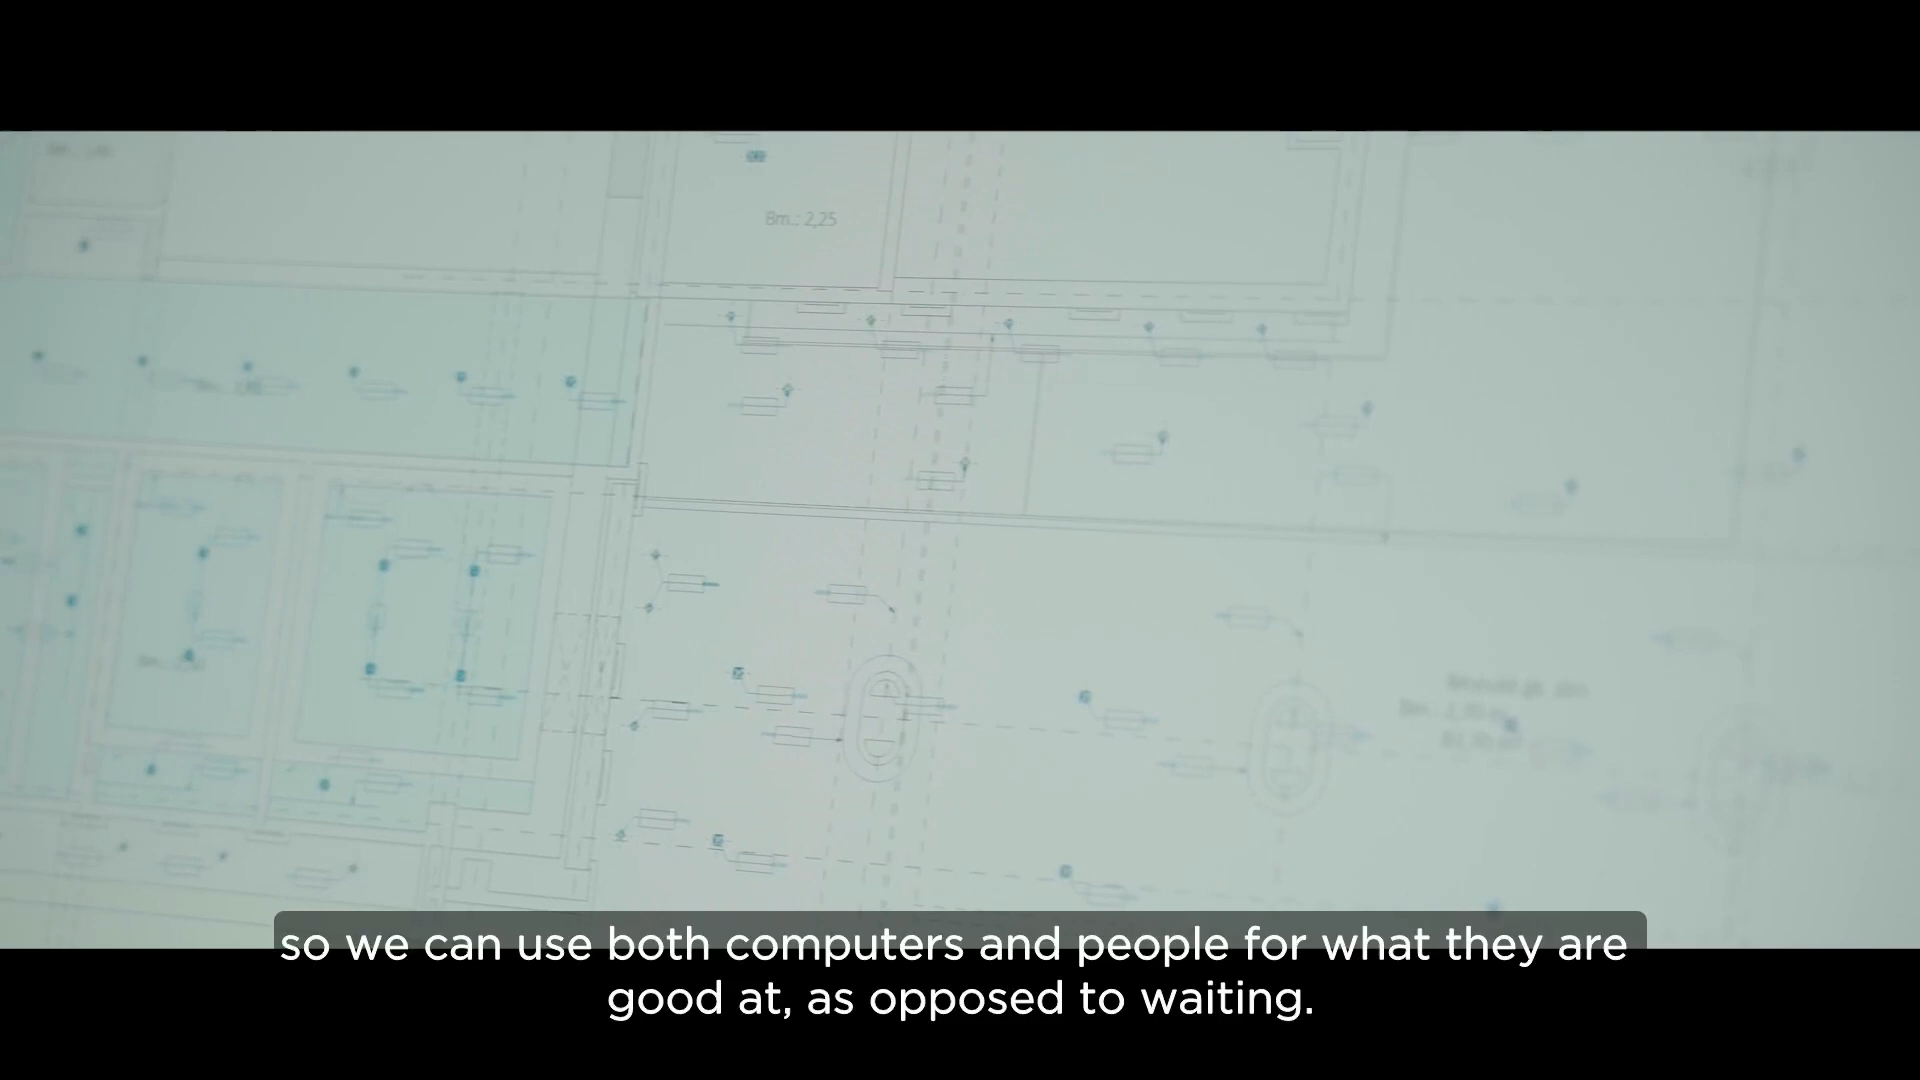 Bm.: 2,25
so we can use both computers and people for what they are
good at, as opposed to waiting.